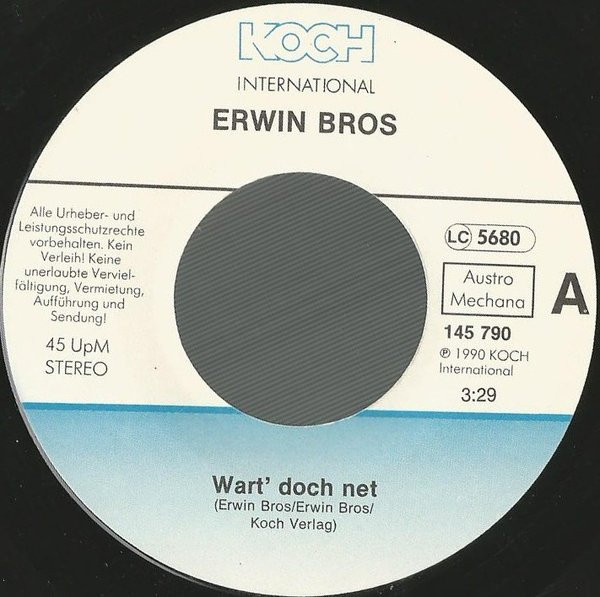 KOCH
INTERNATIONAL
ERWIN BROS
Alle Urheber- und
Leistungsschutzrechte
vorbehalten. Kein
Verleih! Keine
unerlaubte Verviel-
fältigung, Vermietung,
Aufführung und
Sendung!
45 UpM
STEREO
LC 5680
Austro
Mechana
A
145 790
℗ 1990 KOCH
International
3:29
Wart' doch net
(Erwin Bros/Erwin Bros/
Koch Verlag)